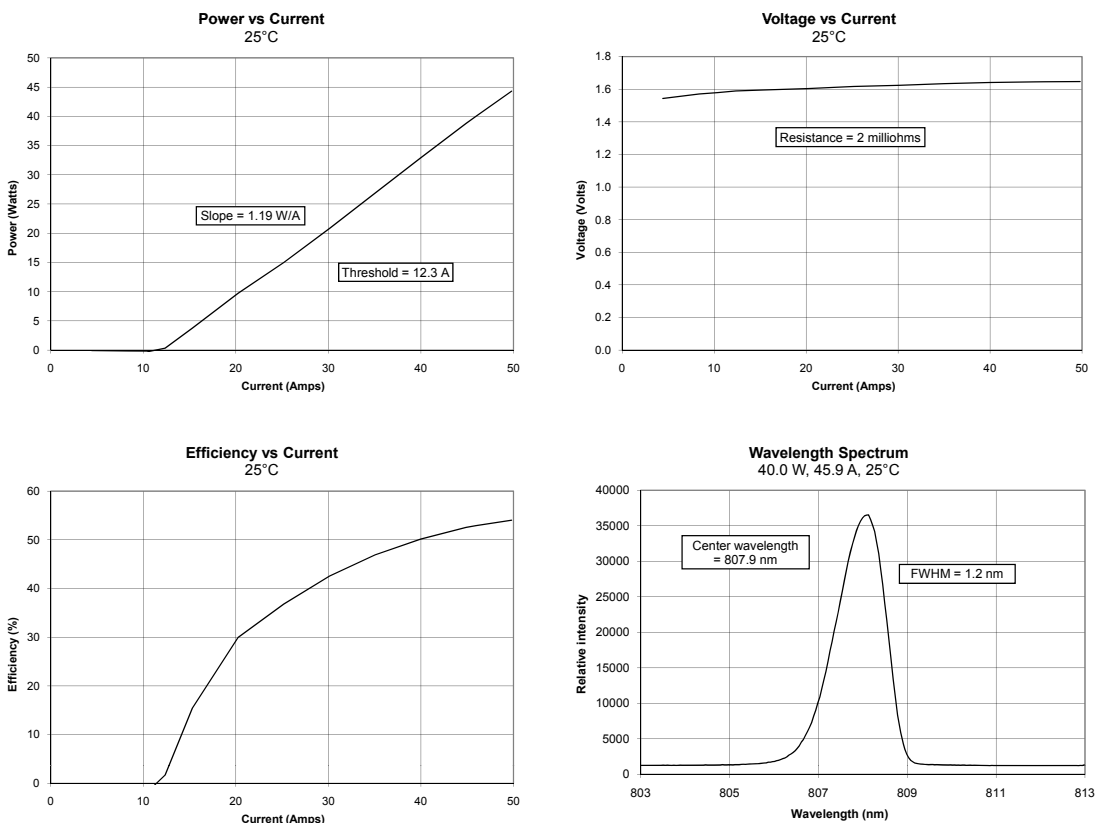 Power vs Current
25°C
50
45
40
35
30
25
20
15
10
5
0
0 10 20 30 40 50
Power (Watts)
Current (Amps)
Slope = 1.19 W/A
Threshold = 12.3 A
Voltage vs Current
25°C
1.8
1.6
1.4
1.2
1.0
0.8
0.6
0.4
0.2
0.0
0 10 20 30 40 50
Voltage (Volts)
Current (Amps)
Resistance = 2 milliohms
Efficiency vs Current
25°C
60
50
40
30
20
10
0
0 10 20 30 40 50
Efficiency (%)
Current (Amps)
Wavelength Spectrum
40.0 W, 45.9 A, 25°C
40000
35000
30000
25000
20000
15000
10000
5000
0
803 805 807 809 811 813
Relative intensity
Wavelength (nm)
Center wavelength
= 807.9 nm
FWHM = 1.2 nm